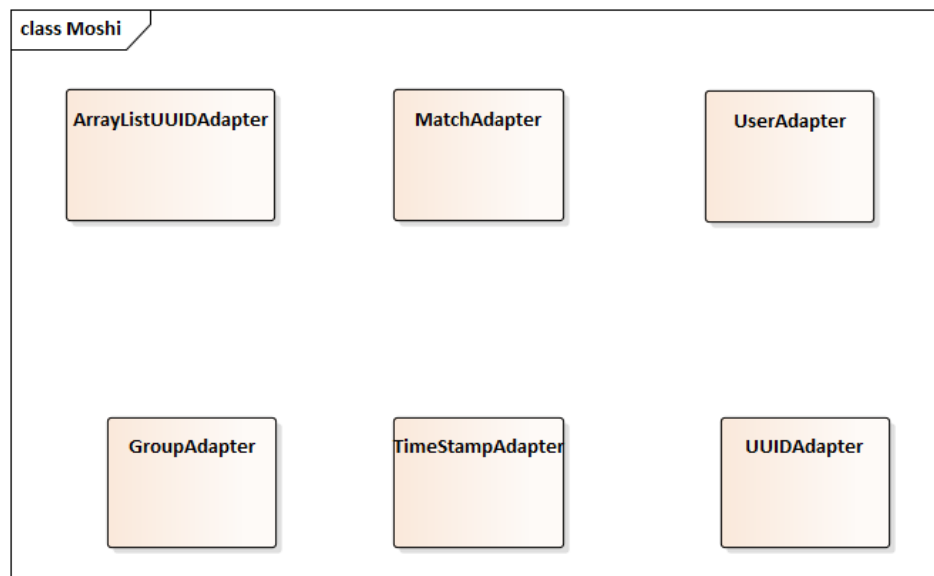 class Moshi
ArrayListUUIDAdapter
MatchAdapter
UserAdapter
GroupAdapter
TimeStampAdapter
UUIDAdapter